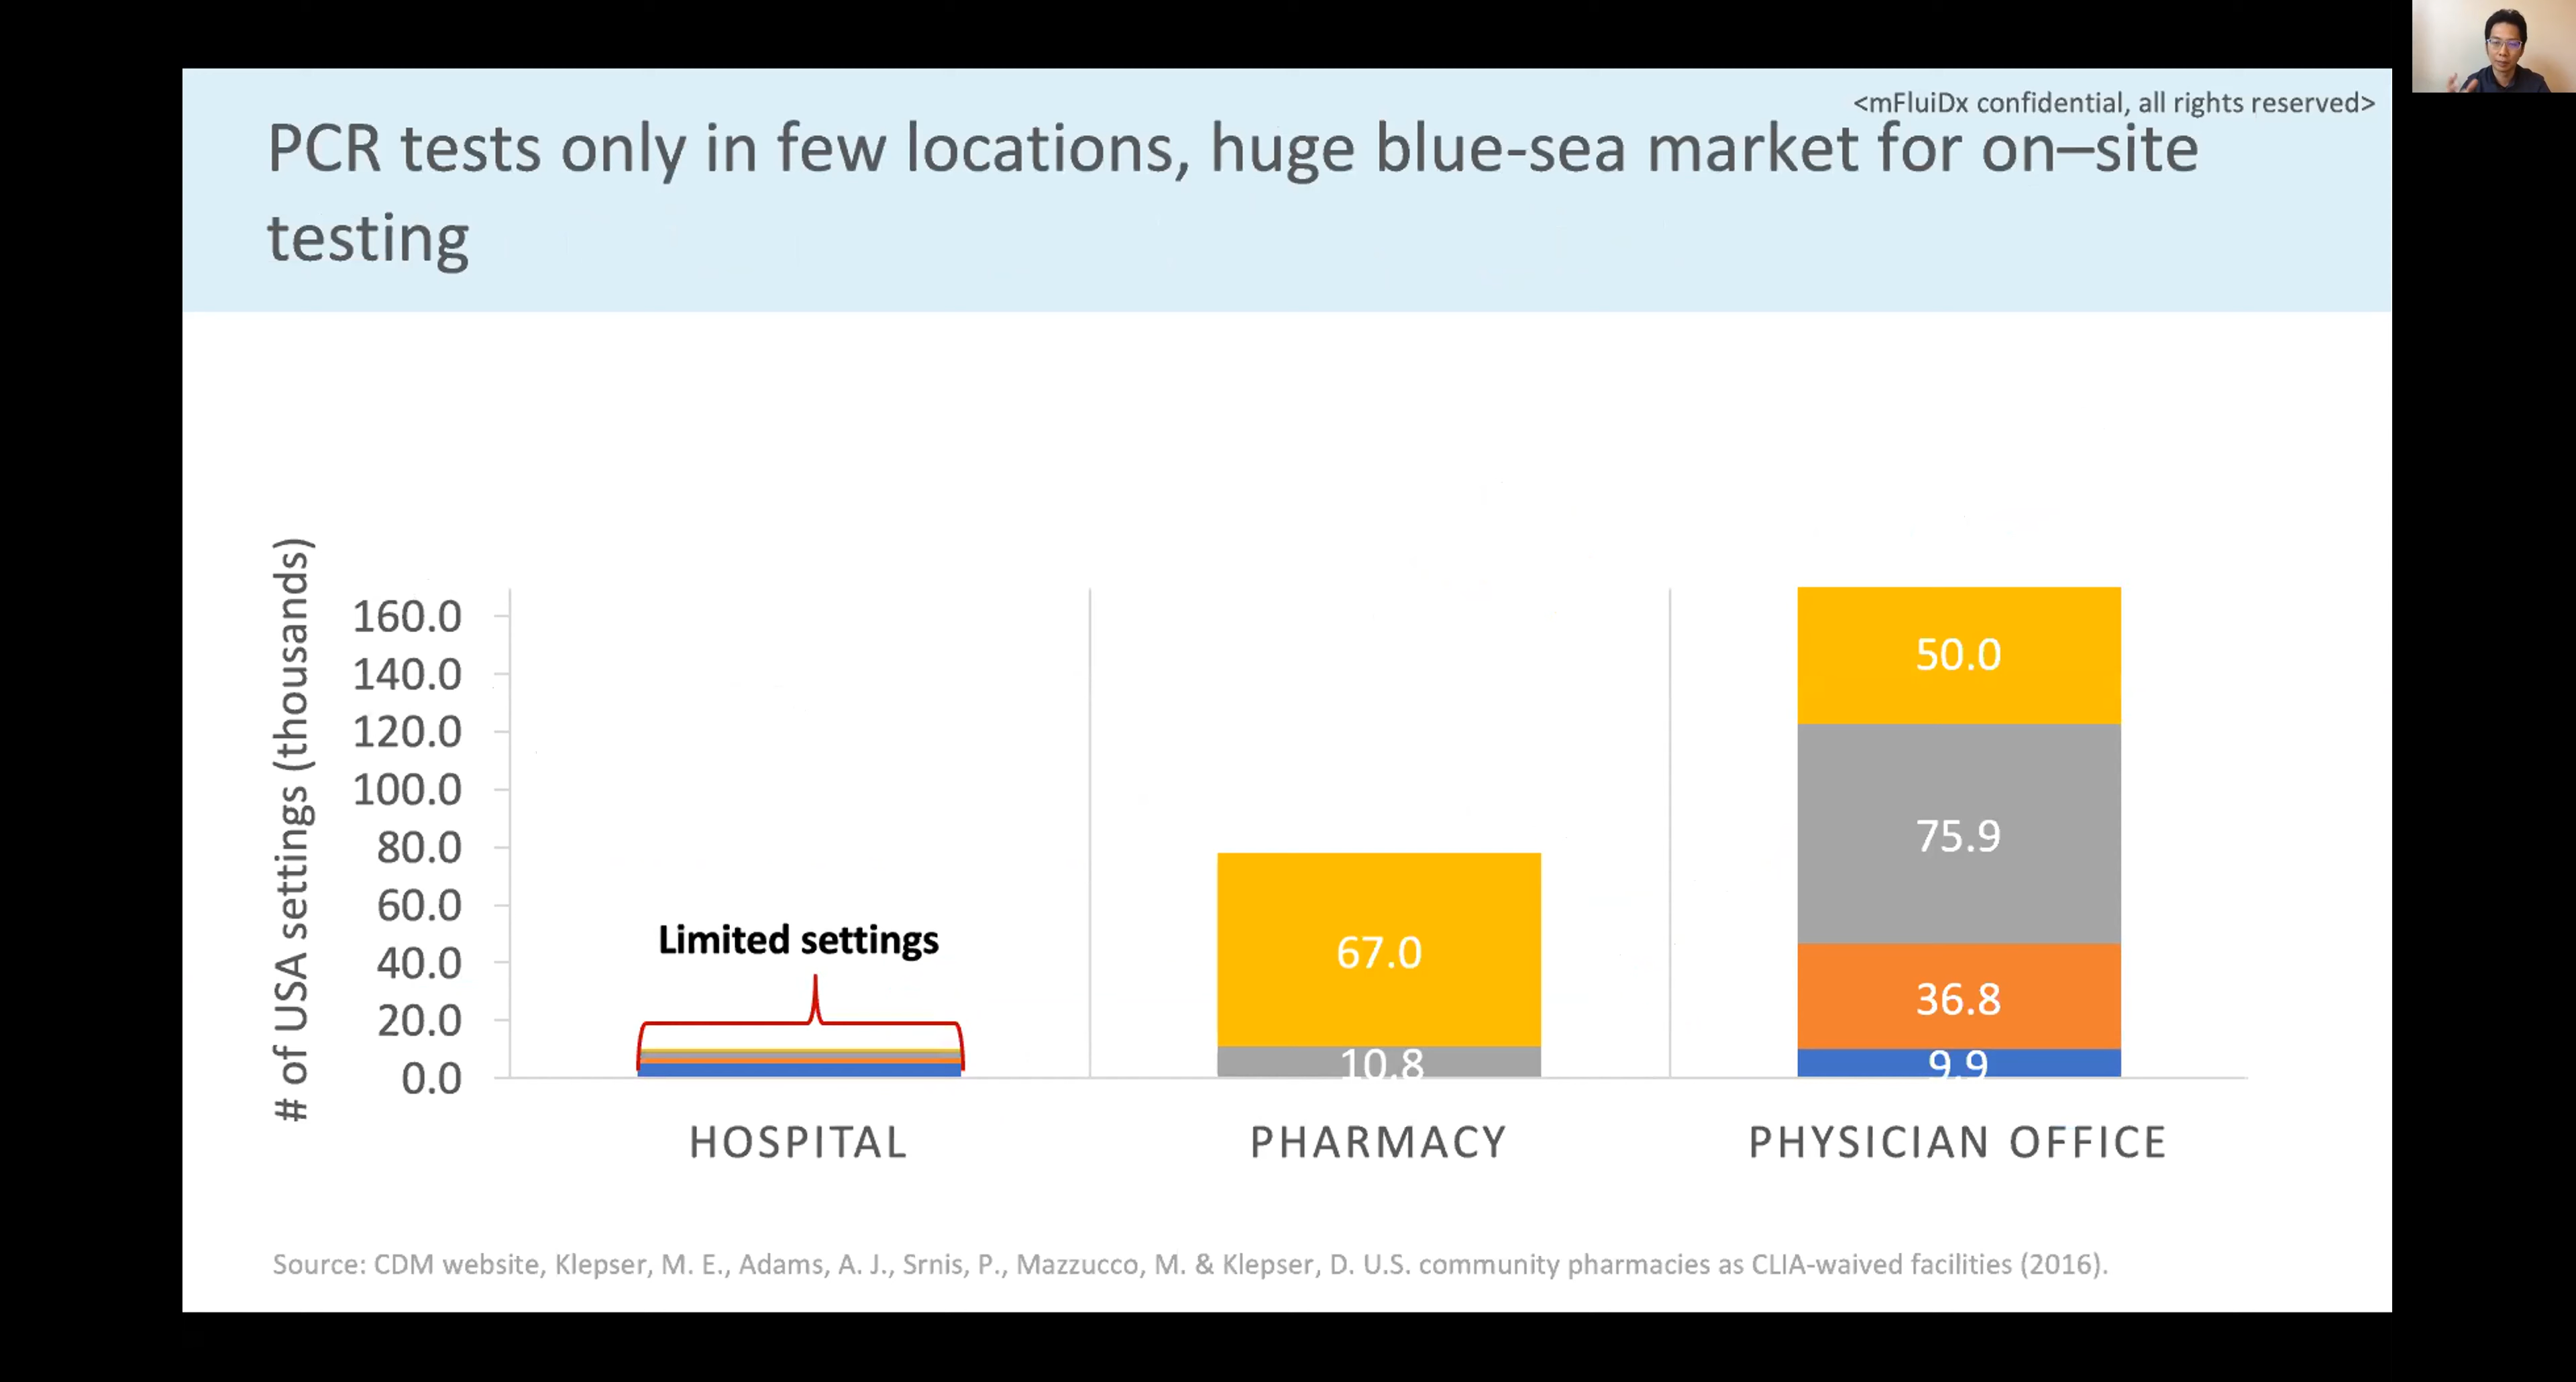 <mFluiDx confidential, all rights reserved>
PCR tests only in few locations, huge blue-sea market for on–site
testing
# of USA settings (thousands)
160.0
140.0
120.0
100.0
80.0
60.0
40.0
20.0
0.0
Limited settings
67.0
10.8
50.0
75.9
36.8
9.9
HOSPITAL
PHARMACY
PHYSICIAN OFFICE
Source: CDM website, Klepser, M. E., Adams, A. J., Srnis, P., Mazzucco, M. & Klepser, D. U.S. community pharmacies as CLIA-waived facilities (2016).